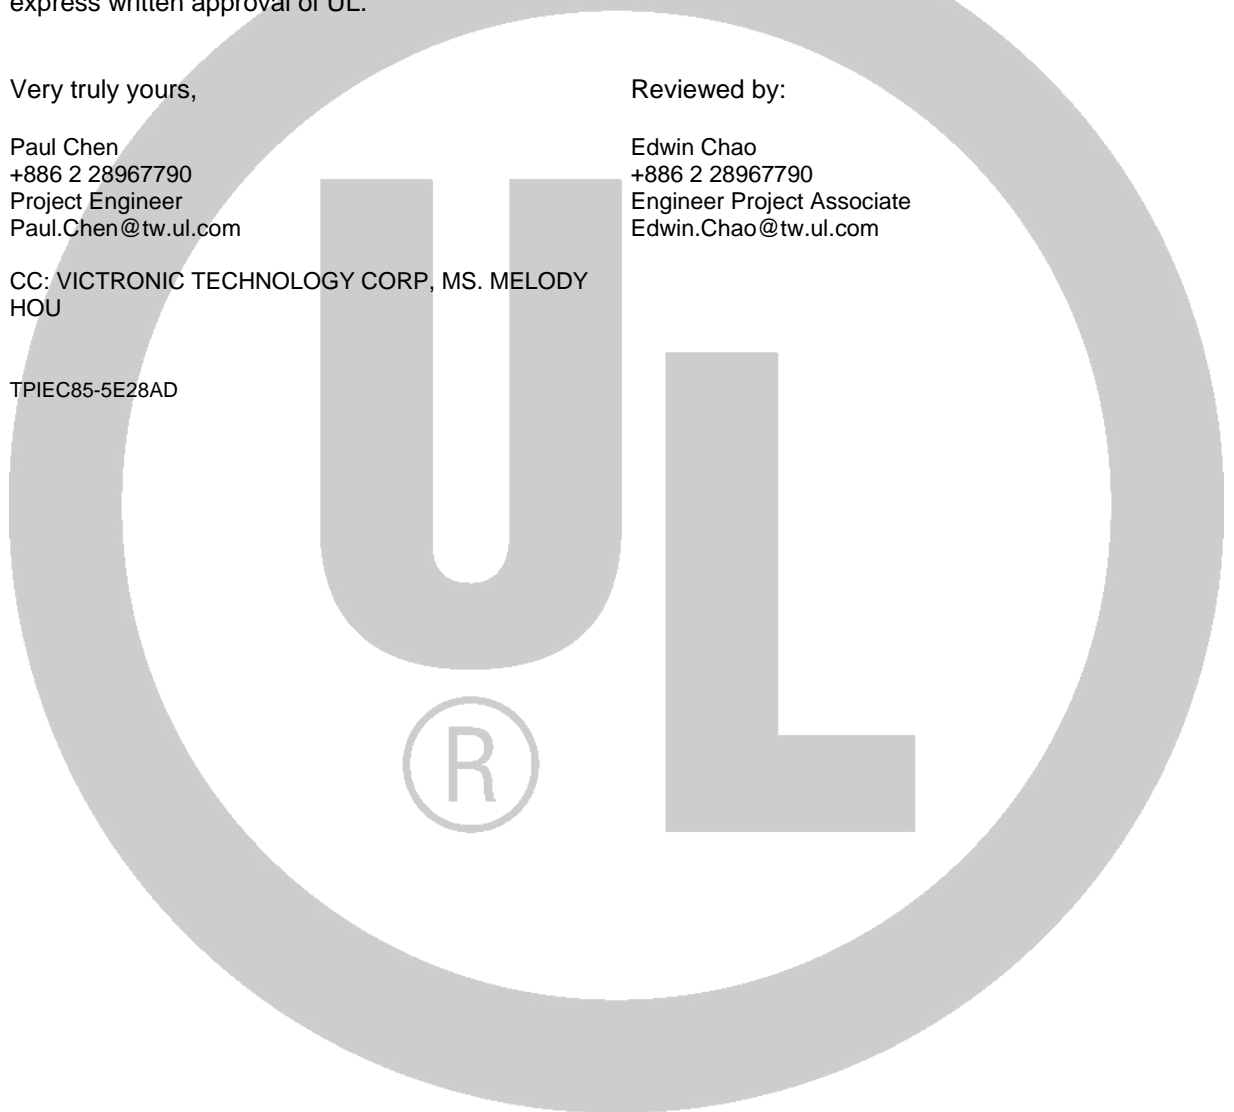 express written approval of UL.
Very truly yours,
Paul Chen
+886 2 28967790
Project Engineer
Paul.Chen@tw.ul.com
Reviewed by:
Edwin Chao
+886 2 28967790
Engineer Project Associate
Edwin.Chao@tw.ul.com
CC: VICTRONIC TECHNOLOGY CORP, MS. MELODY
HOU
TPIEC85-5E28AD
UL
®